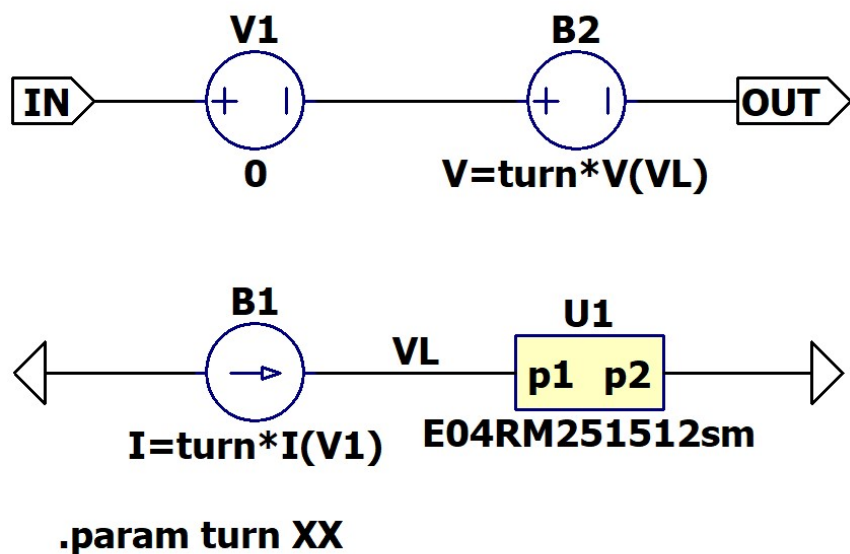 V1 B2
IN + − + − OUT
0 V=turn*V(VL)
B1 U1
VL p1 p2
I=turn*I(V1) E04RM251512sm
.param turn XX